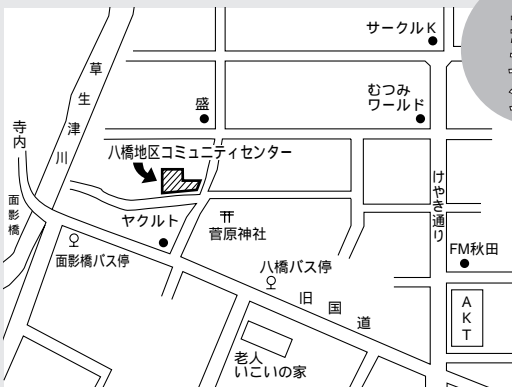 サークルK
草生津川
盛
むつみ
ワールド
寺内
八橋地区コミュニティセンター
けやき通り
面影橋
ヤクルト
菅原神社
面影橋バス停
八橋バス停
FM秋田
旧国道
AKT
老人
いこいの家